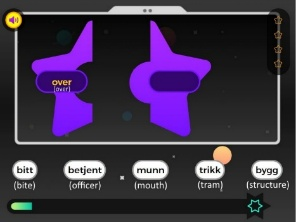 over
(over)
bitt betjent munn trikk bygg
(bite) (officer) (mouth) (tram) (structure)